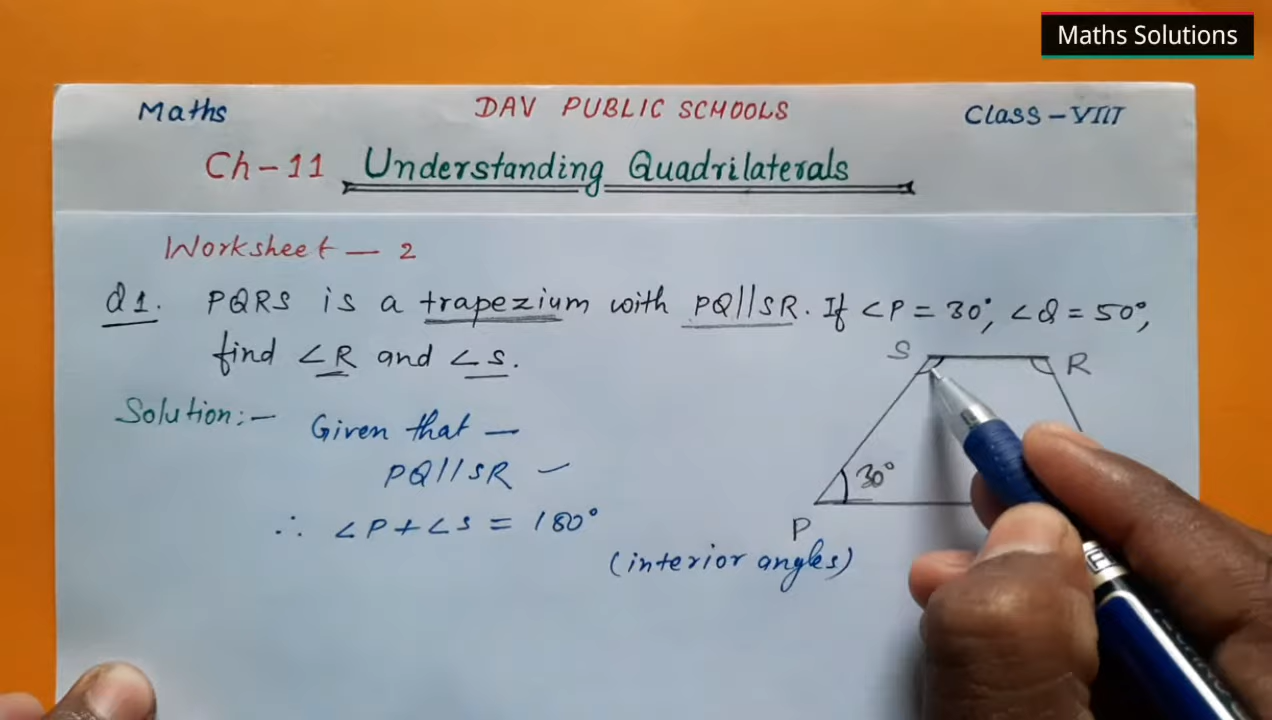 Maths Solutions
Maths DAV PUBLIC SCHOOLS Class-VIII
Ch-11 Understanding Quadrilaterals
Worksheet - 2
Q1. PQRS is a trapezium with PQ//SR. If ∠P = 30°, ∠Q = 50°,
find ∠R and ∠S.
S R
Solution:- Given that -
PQ//SR
30°
∴ ∠P+∠S = 180°
P
(interior angles)